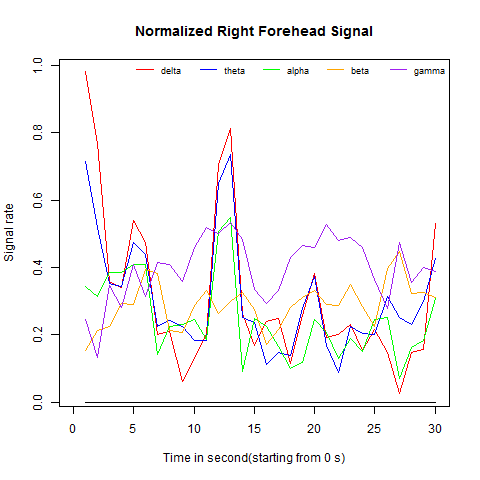 Normalized Right Forehead Signal
delta theta alpha beta gamma
1.0
0.8
0.6
0.4
0.2
0.0
Signal rate
0 5 10 15 20 25 30
Time in second(starting from 0 s)